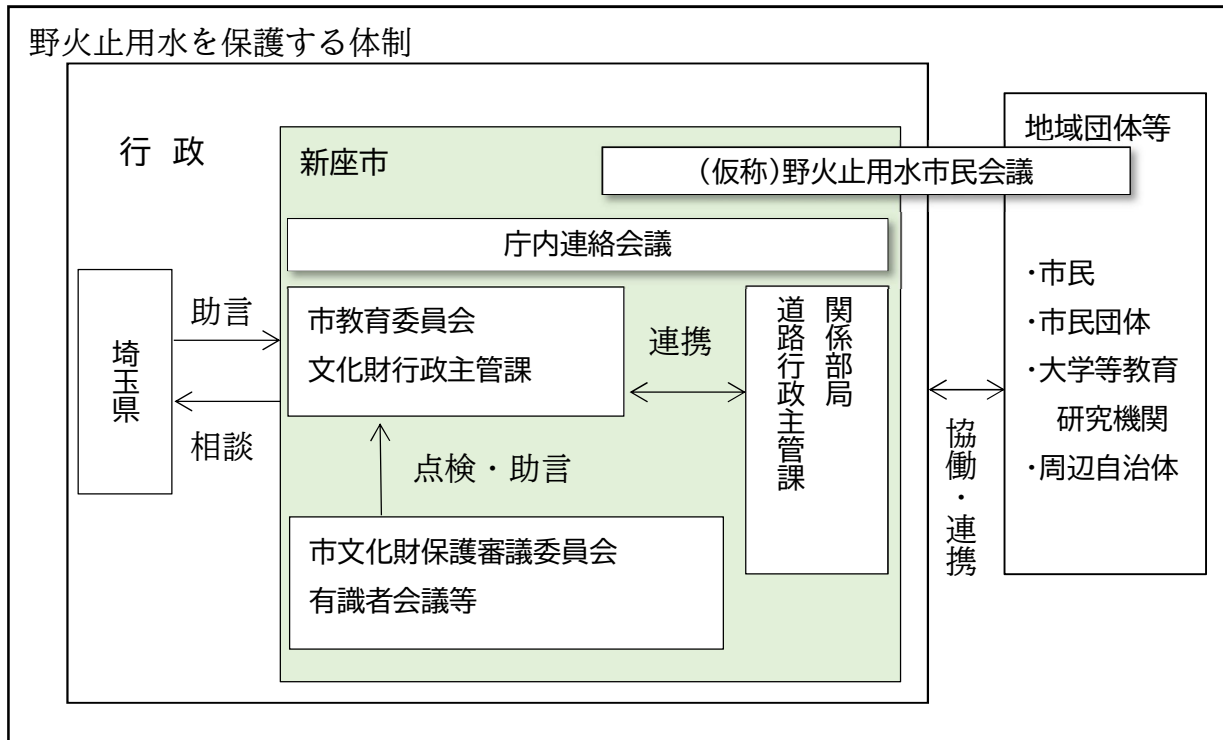 野火止用水を保護する体制
行 政
新座市
(仮称)野火止用水市民会議
地域団体等
庁内連絡会議
埼玉県
助言
相談
市教育委員会
文化財行政主管課
連携
関係部局
道路行政主管課
点検・助言
市文化財保護審議委員会
有識者会議等
協働・連携
・市民
・市民団体
・大学等教育
研究機関
・周辺自治体